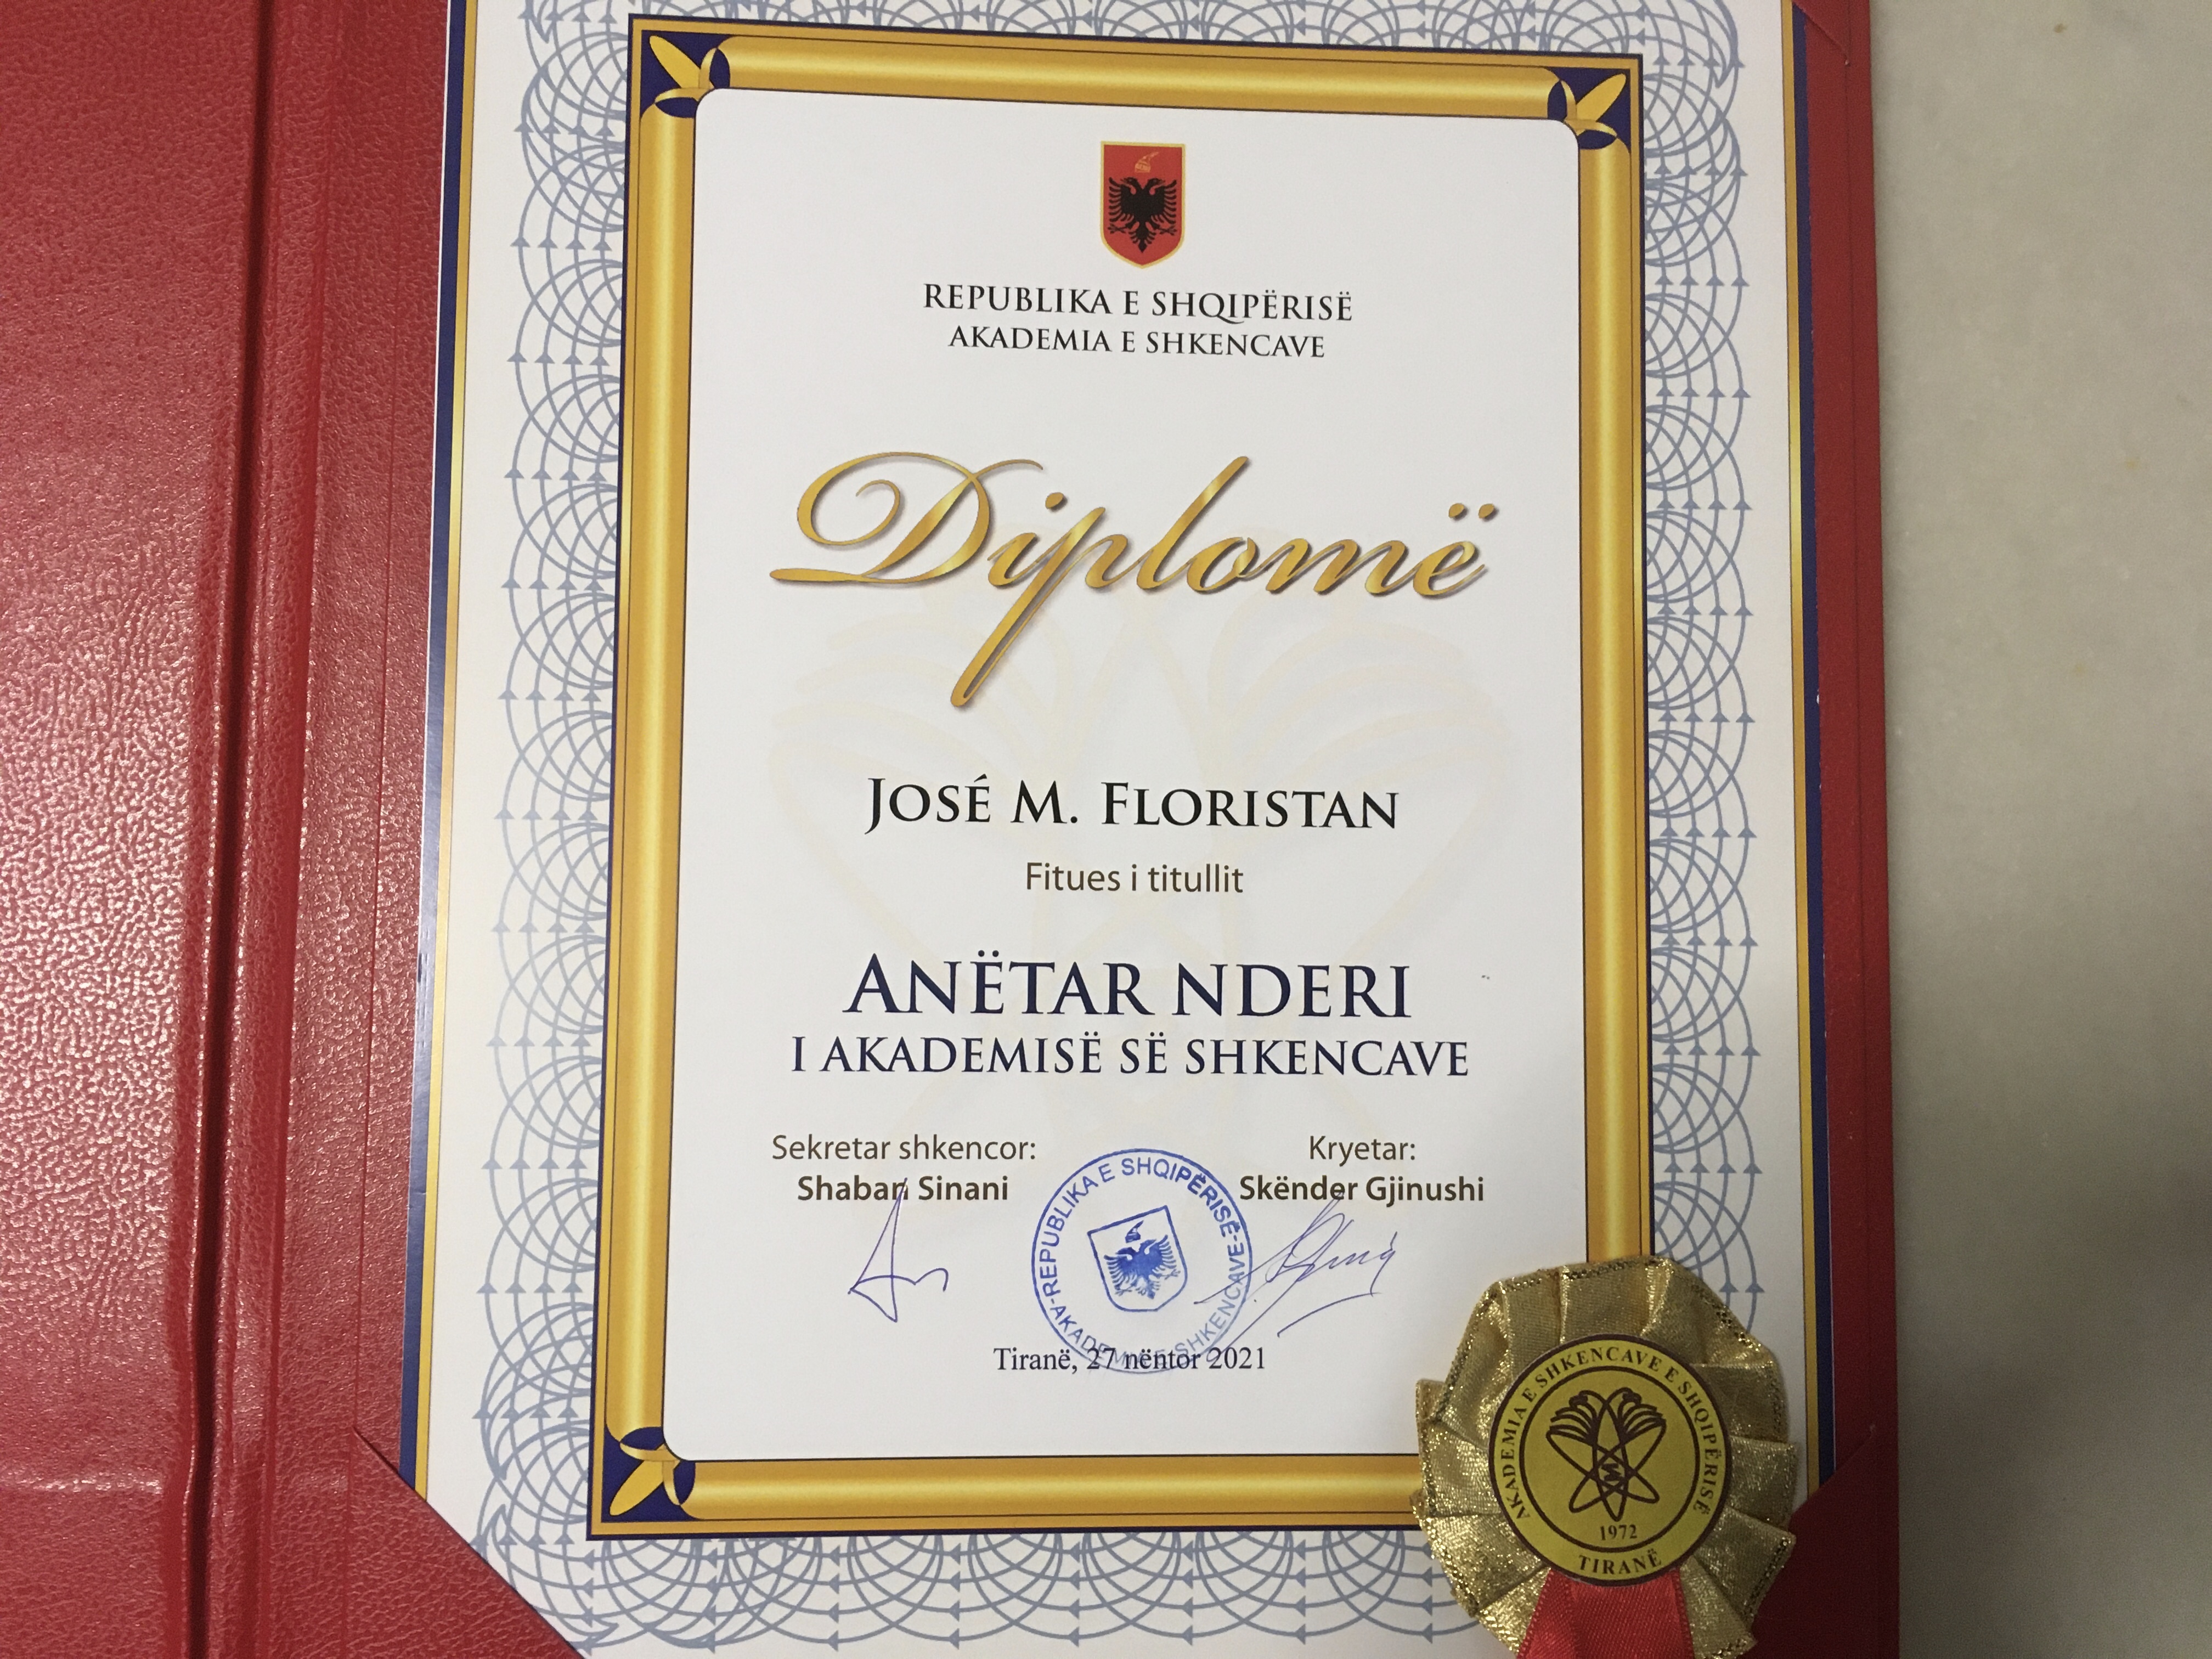 REPUBLIKA E SHQIPËRISË
AKADEMIA E SHKENCAVE
Diplomë
JOSÉ M. FLORISTAN
Fitues i titullit
ANËTAR NDERI
I AKADEMISË SË SHKENCAVE
Sekretar shkencor:
Shaban Sinani
Kryetar:
Skënder Gjinushi
-REPUBLIKA E SHQIPËRISË-
AKADEMIA E SHKENCAVE-
Tiranë, 27 nëntor 2021
AKADEMIA E SHKENCAVE E SHQIPËRISË
1972
TIRANË